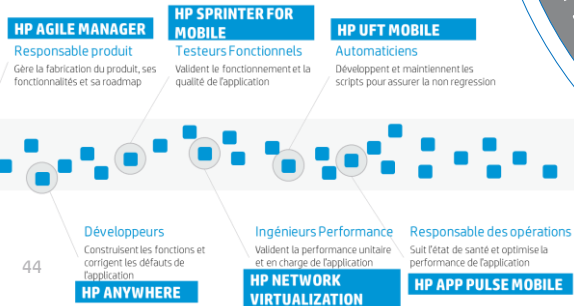 HP AGILE MANAGER
Responsable produit
Gère la fabrication du produit, ses
fonctionnalités et sa roadmap
HP SPRINTER FOR
MOBILE
Testeurs Fonctionnels
Valident le fonctionnement et la
qualité de l'application
HP UFT MOBILE
Automaticiens
Développent et maintiennent les
scripts pour assurer la non regression
Développeurs
Construisent les fonctions et
corrigent les défauts de
l'application
HP ANYWHERE
Ingénieurs Performance
Valident la performance unitaire
et en charge de l'application
HP NETWORK
VIRTUALIZATION
Responsable des opérations
Suit l'état de santé et optimise la
performance de l'application
HP APP PULSE MOBILE
44